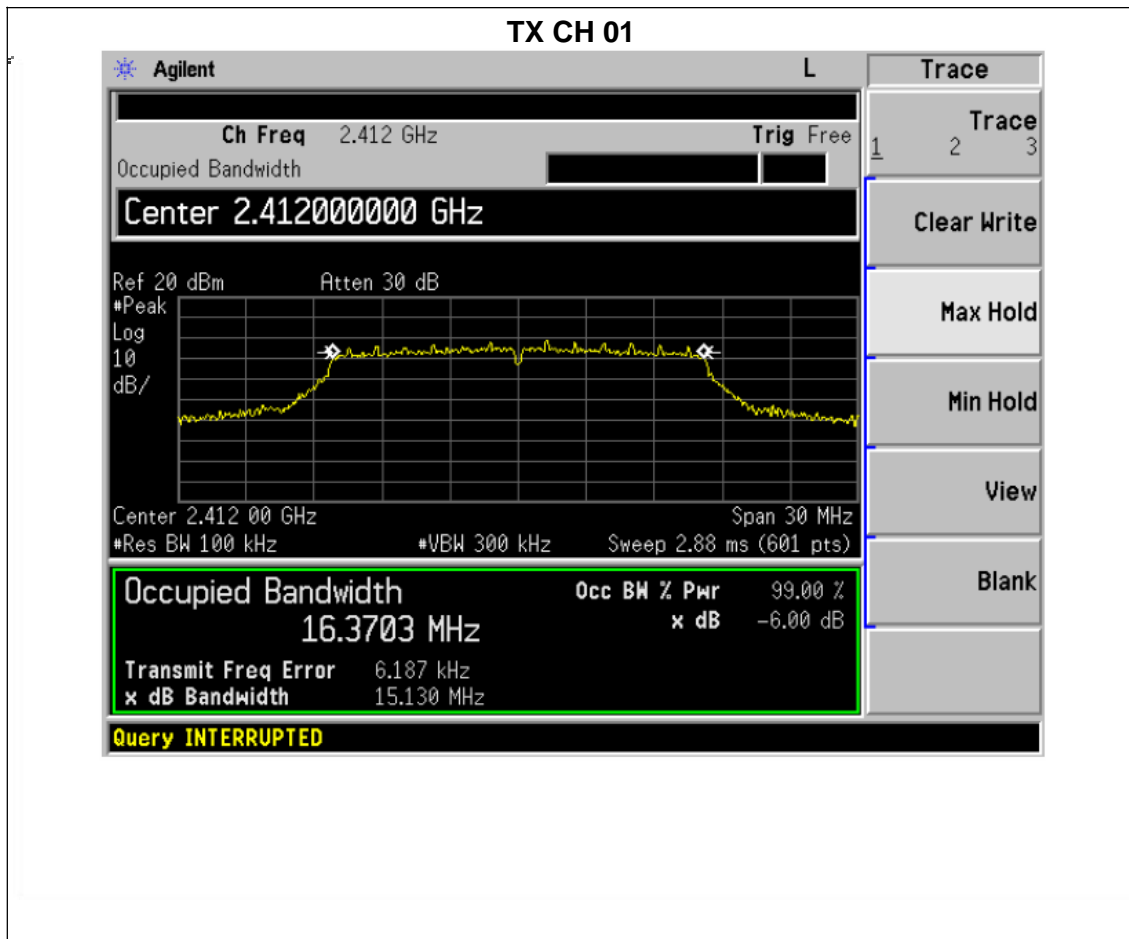 TX CH 01
Agilent L Trace
Ch Freq 2.412 GHz Trig Free
Occupied Bandwidth
Center 2.412000000 GHz
Ref 20 dBm Atten 30 dB
#Peak
Log
10
dB/
Center 2.412 00 GHz Span 30 MHz
#Res BW 100 kHz #VBW 300 kHz Sweep 2.88 ms (601 pts)
Occupied Bandwidth Occ BW % Pwr 99.00 %
16.3703 MHz x dB -6.00 dB
Transmit Freq Error 6.187 kHz
x dB Bandwidth 15.130 MHz
Query INTERRUPTED
Trace
1 2 3
Clear Write
Max Hold
Min Hold
View
Blank